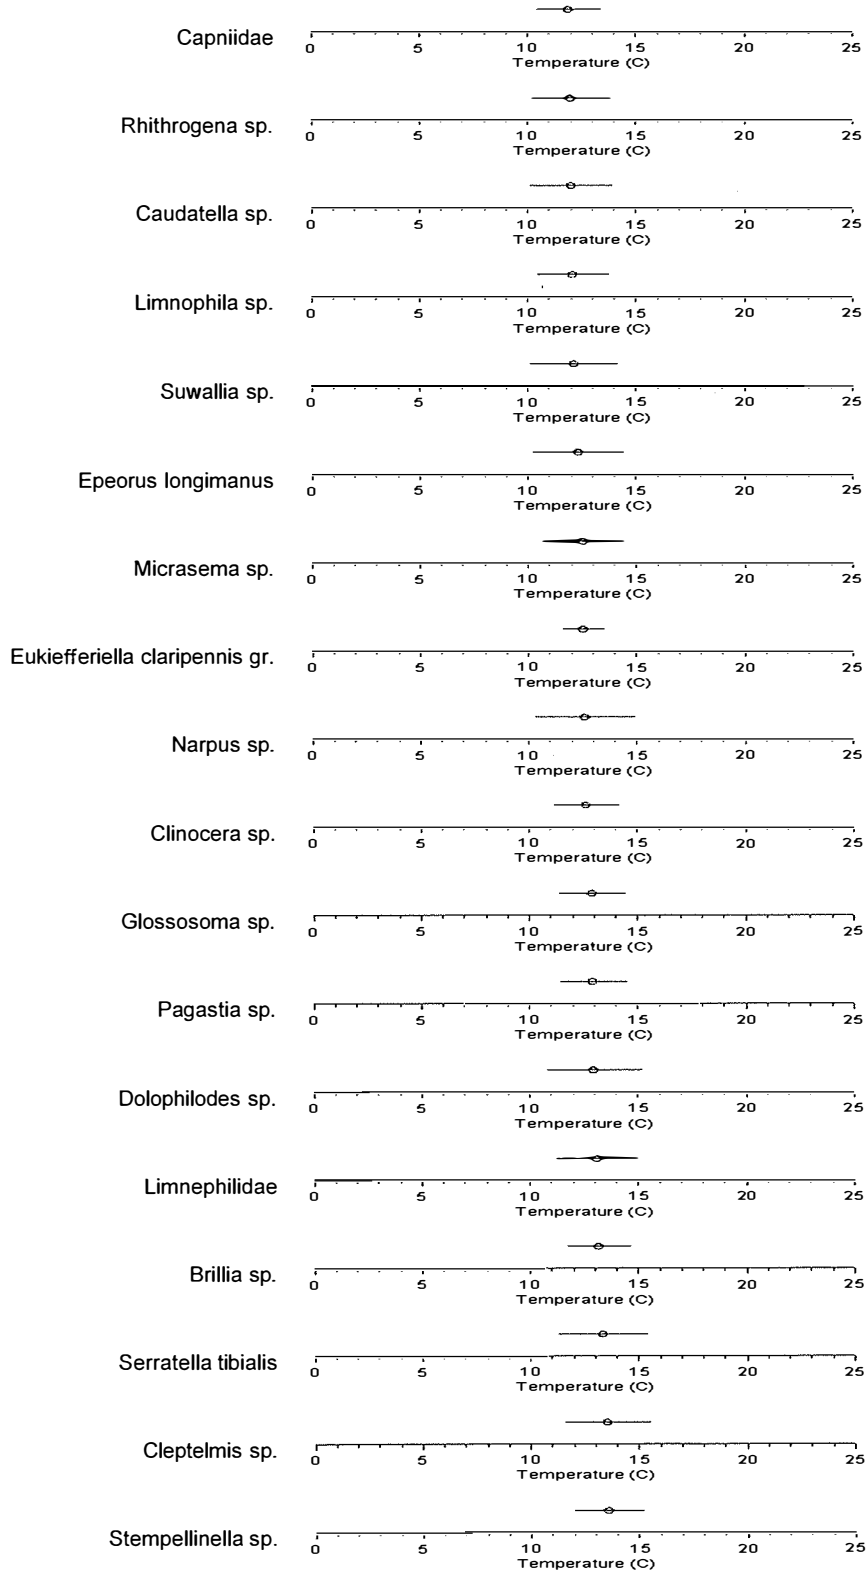 Capniidae
0 5 10 15 20 25
Temperature (C)
Rhithrogena sp.
0 5 10 15 20 25
Temperature (C)
Caudatella sp.
0 5 10 15 20 25
Temperature (C)
Limnophila sp.
0 5 10 15 20 25
Temperature (C)
Suwallia sp.
0 5 10 15 20 25
Temperature (C)
Epeorus longimanus
0 5 10 15 20 25
Temperature (C)
Micrasema sp.
0 5 10 15 20 25
Temperature (C)
Eukiefferiella claripennis gr.
0 5 10 15 20 25
Temperature (C)
Narpus sp.
0 5 10 15 20 25
Temperature (C)
Clinocera sp.
0 5 10 15 20 25
Temperature (C)
Glossosoma sp.
0 5 10 15 20 25
Temperature (C)
Pagastia sp.
0 5 10 15 20 25
Temperature (C)
Dolophilodes sp.
0 5 10 15 20 25
Temperature (C)
Limnephilidae
0 5 10 15 20 25
Temperature (C)
Brillia sp.
0 5 10 15 20 25
Temperature (C)
Serratella tibialis
0 5 10 15 20 25
Temperature (C)
Cleptelmis sp.
0 5 10 15 20 25
Temperature (C)
Stempellinella sp.
0 5 10 15 20 25
Temperature (C)